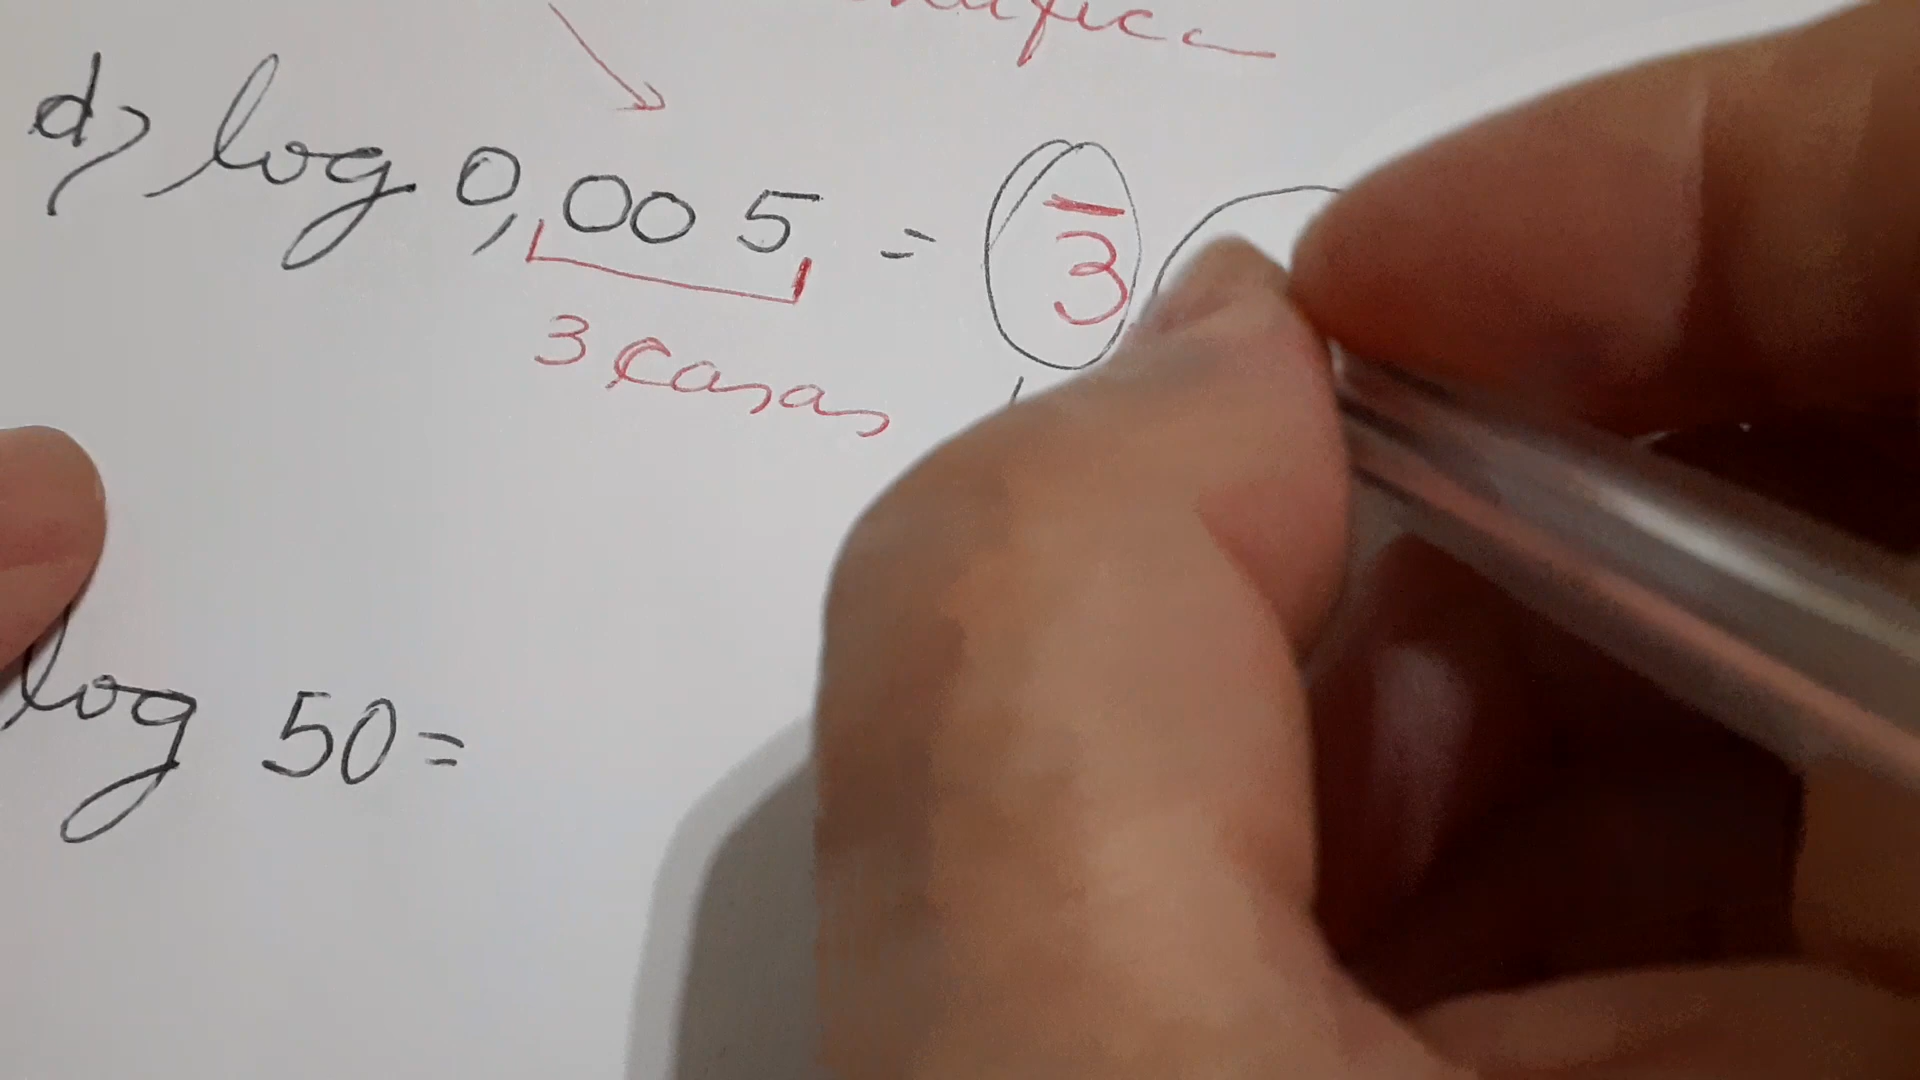 d) log 0,005 = 3̅
3 casas
log 50 =